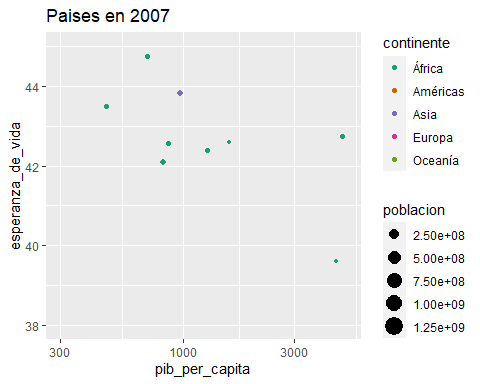 Paises en 2007
esperanza_de_vida
44
42
40
38
300
1000
3000
pib_per_capita
continente
África
Américas
Asia
Europa
Oceanía
poblacion
2.50e+08
5.00e+08
7.50e+08
1.00e+09
1.25e+09